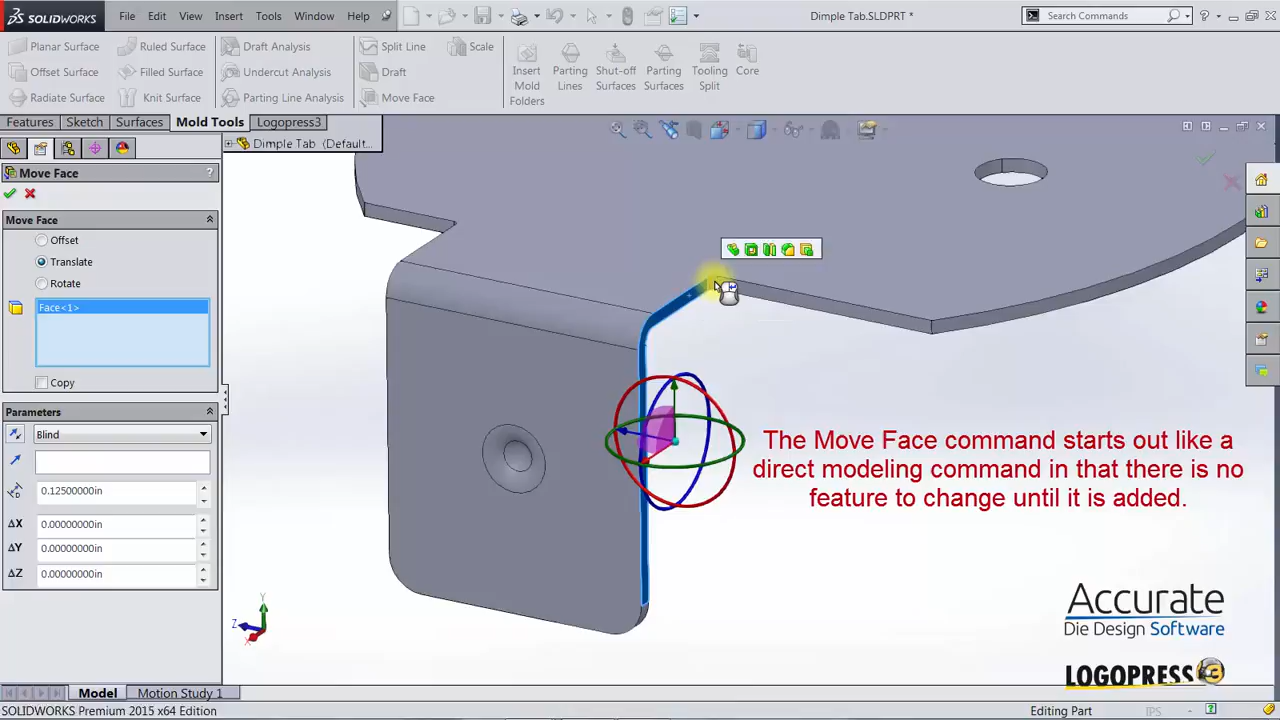 SOLIDWORKS File Edit View Insert Tools Window Help Dimple Tab.SLDPRT * Search Commands ?
Planar Surface Ruled Surface Draft Analysis Split Line Scale
Offset Surface Filled Surface Undercut Analysis Draft
Radiate Surface Knit Surface Parting Line Analysis Move Face
Insert Mold Folders
Parting Lines
Shut-off Surfaces
Parting Surfaces
Tooling Split
Core
Features Sketch Surfaces Mold Tools Logopress3
Dimple Tab (Default...
Move Face ?
Move Face
Offset
Translate
Rotate
Face<1>
Copy
Parameters
Blind
0.12500000in
ΔX 0.00000000in
ΔY 0.00000000in
ΔZ 0.00000000in
The Move Face command starts out like a
direct modeling command in that there is no
feature to change until it is added.
Y
Z
X
Accurate
Die Design Software
LOGOPRESS3
Model Motion Study 1
SOLIDWORKS Premium 2015 x64 Edition Editing Part IPS - ?